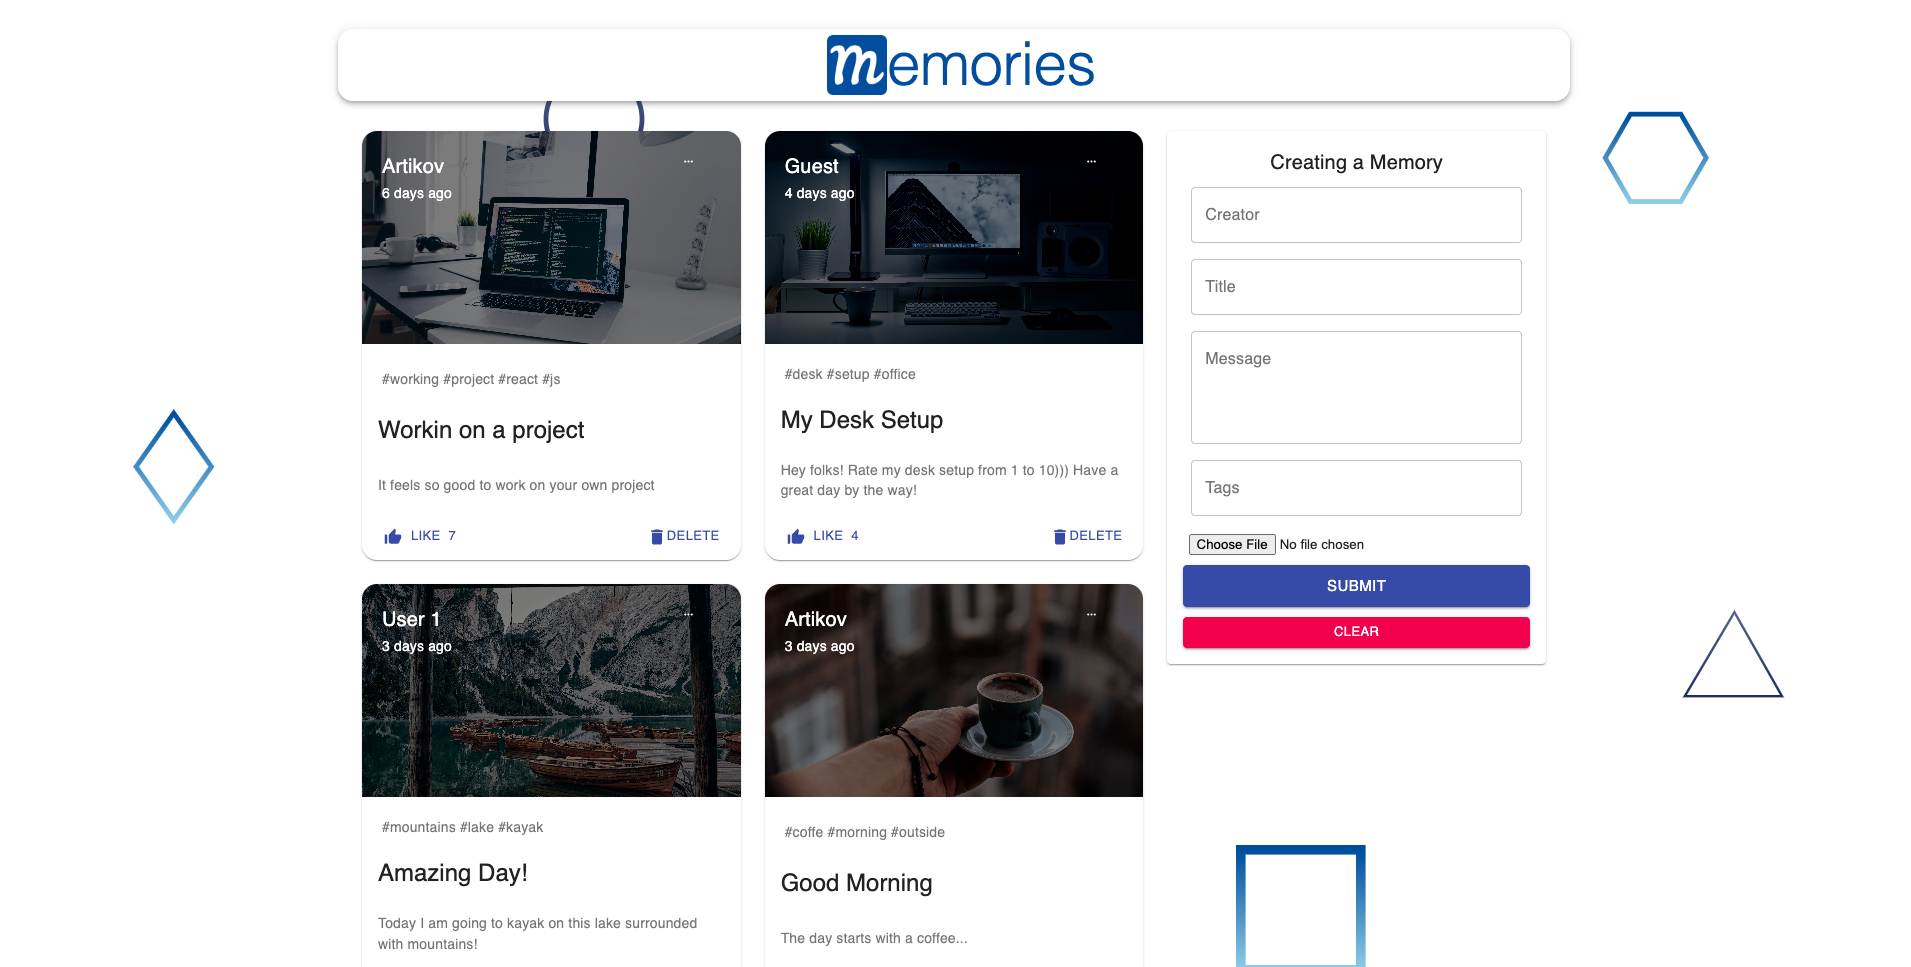 memories
Artikov
...
6 days ago
#working #project #react #js
Workin on a project
It feels so good to work on your own project
LIKE 7
DELETE
Guest
...
4 days ago
#desk #setup #office
My Desk Setup
Hey folks! Rate my desk setup from 1 to 10))) Have a
great day by the way!
LIKE 4
DELETE
User 1
...
3 days ago
#mountains #lake #kayak
Amazing Day!
Today I am going to kayak on this lake surrounded
with mountains!
Artikov
...
3 days ago
#coffe #morning #outside
Good Morning
The day starts with a coffee...
Creating a Memory
Creator
Title
Message
Tags
Choose File No file chosen
SUBMIT
CLEAR